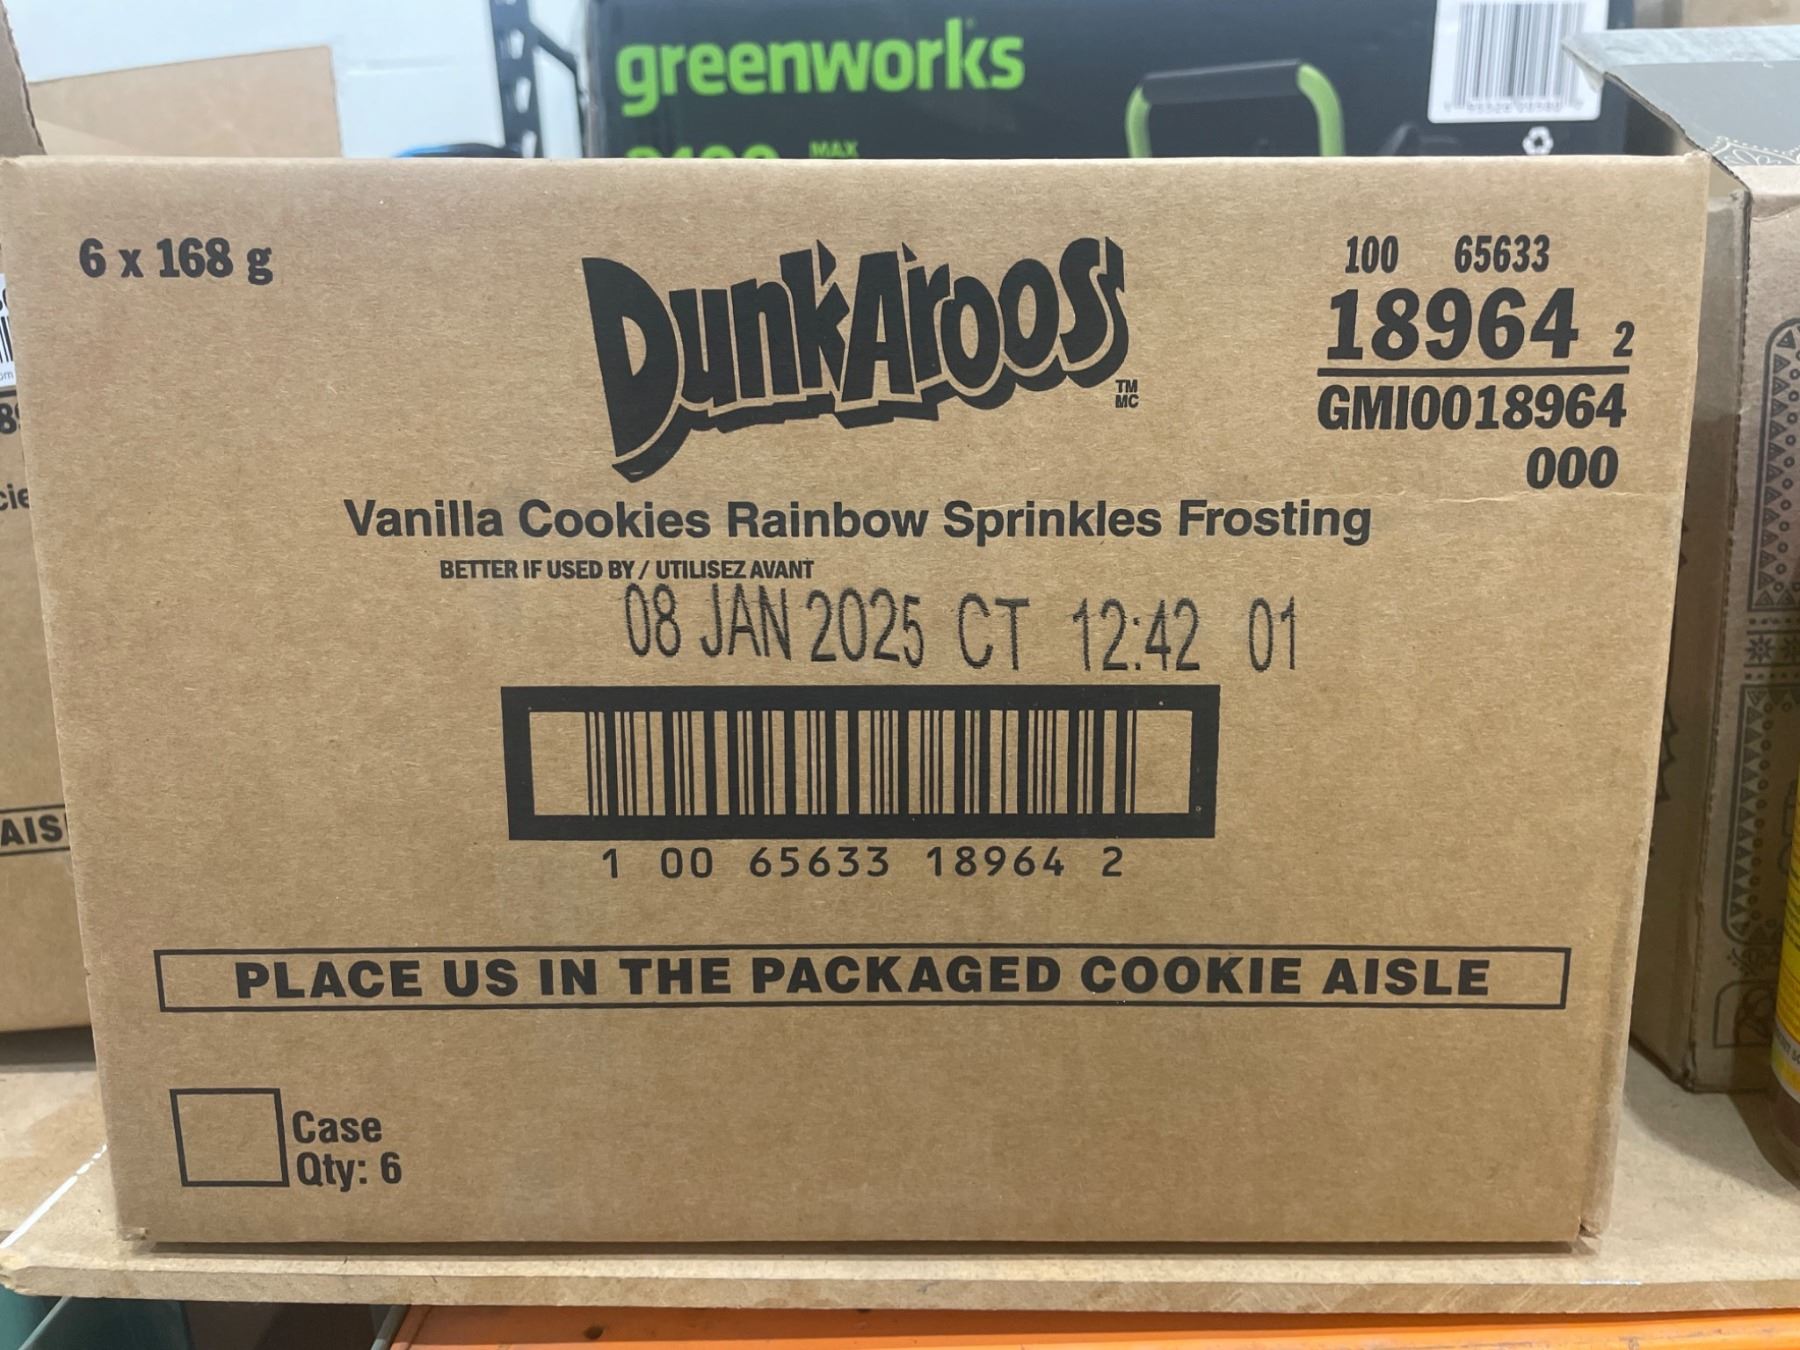 greenworks
MAX
6 x 168 g
DunkAroos
TM
MC
100 65633
18964 2
GMI0018964
000
Vanilla Cookies Rainbow Sprinkles Frosting
BETTER IF USED BY / UTILISEZ AVANT
08 JAN 2025 CT 12:42 01
1 00 65633 18964 2
PLACE US IN THE PACKAGED COOKIE AISLE
Case
Qty: 6